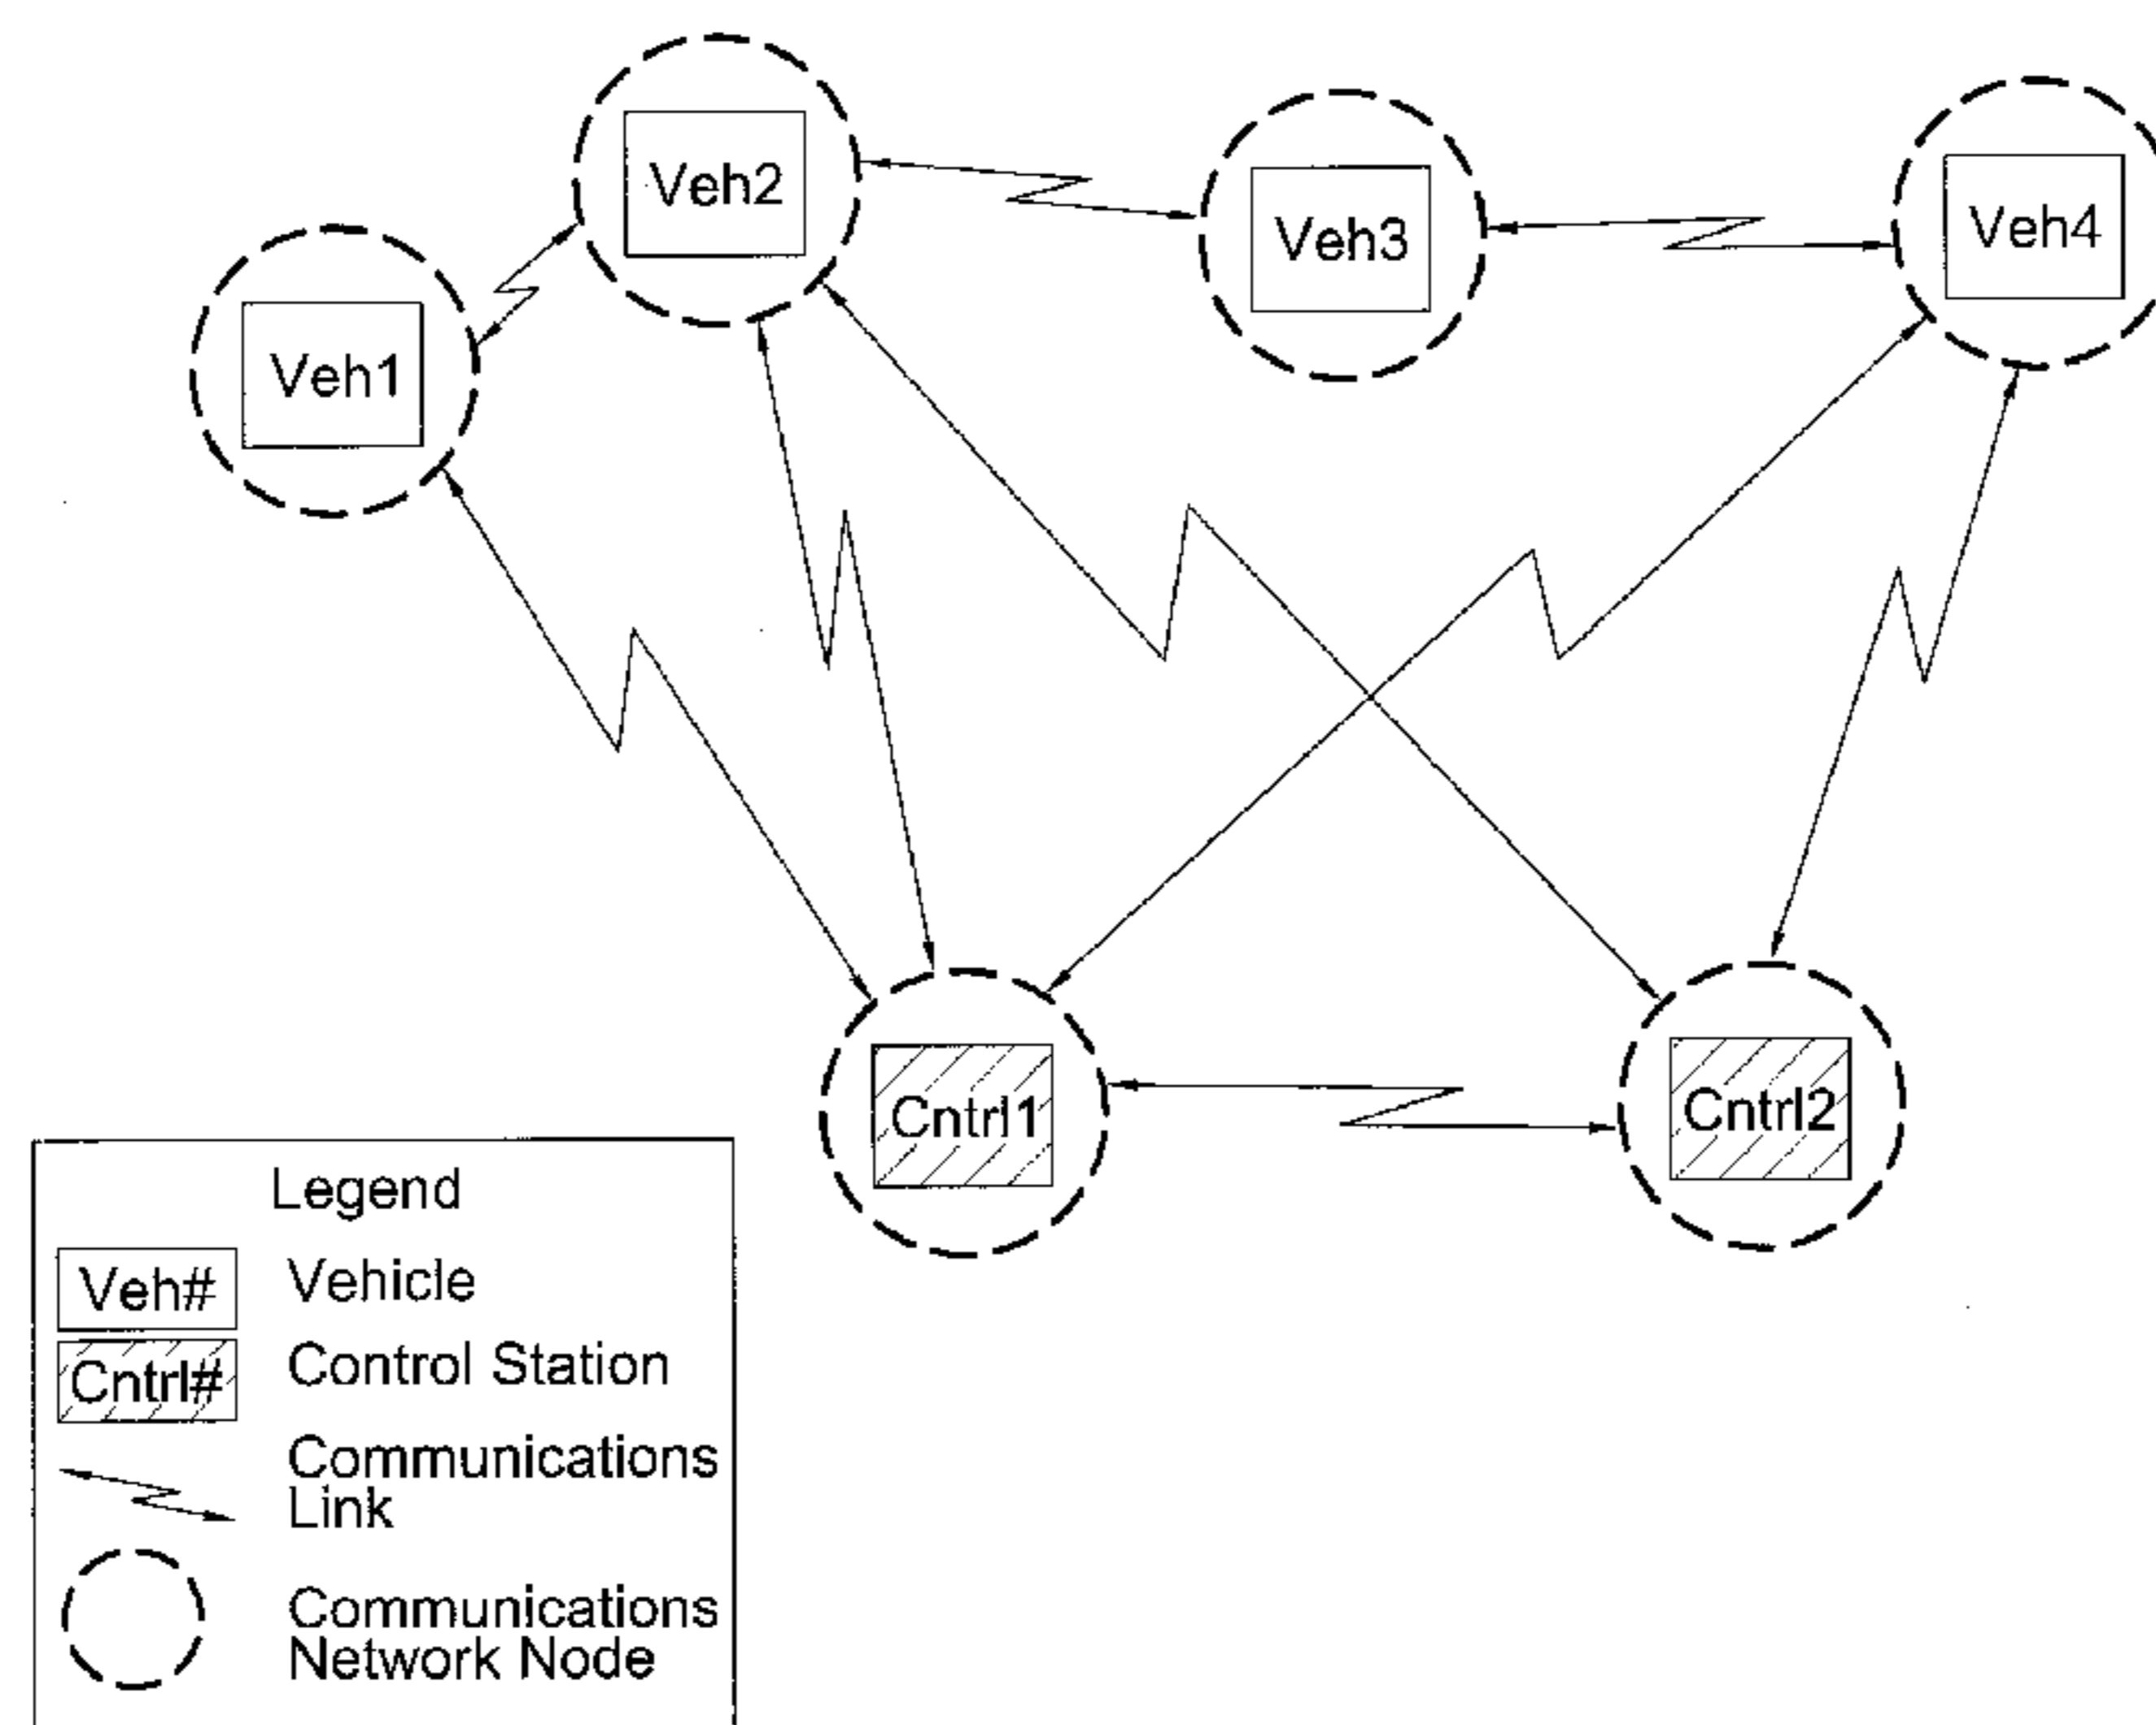 Veh2
Veh3
Veh4
Veh1
Cntrl1
Cntrl2
Legend
Veh#
Vehicle
Cntrl#
Control Station
Communications
Link
Communications
Network Node